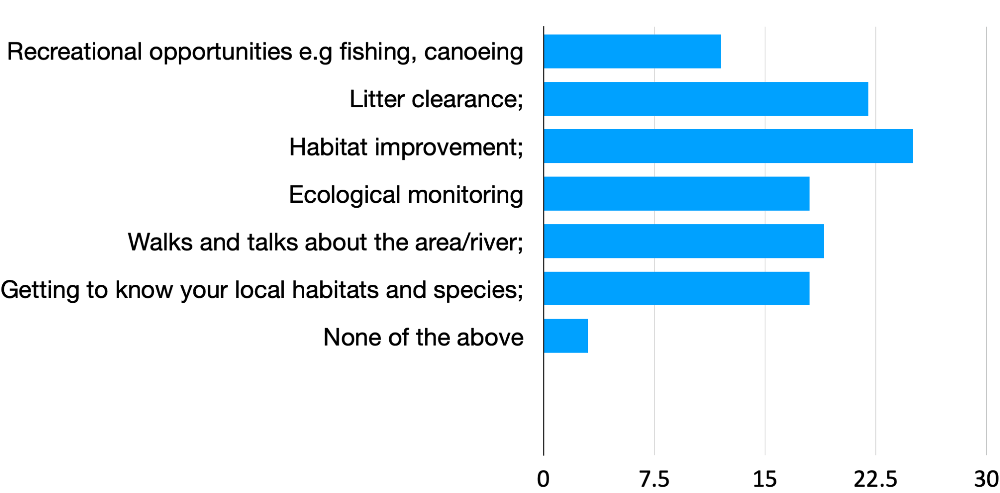 Recreational opportunities e.g fishing, canoeing
Litter clearance;
Habitat improvement;
Ecological monitoring
Walks and talks about the area/river;
Getting to know your local habitats and species;
None of the above
0 7.5 15 22.5 30